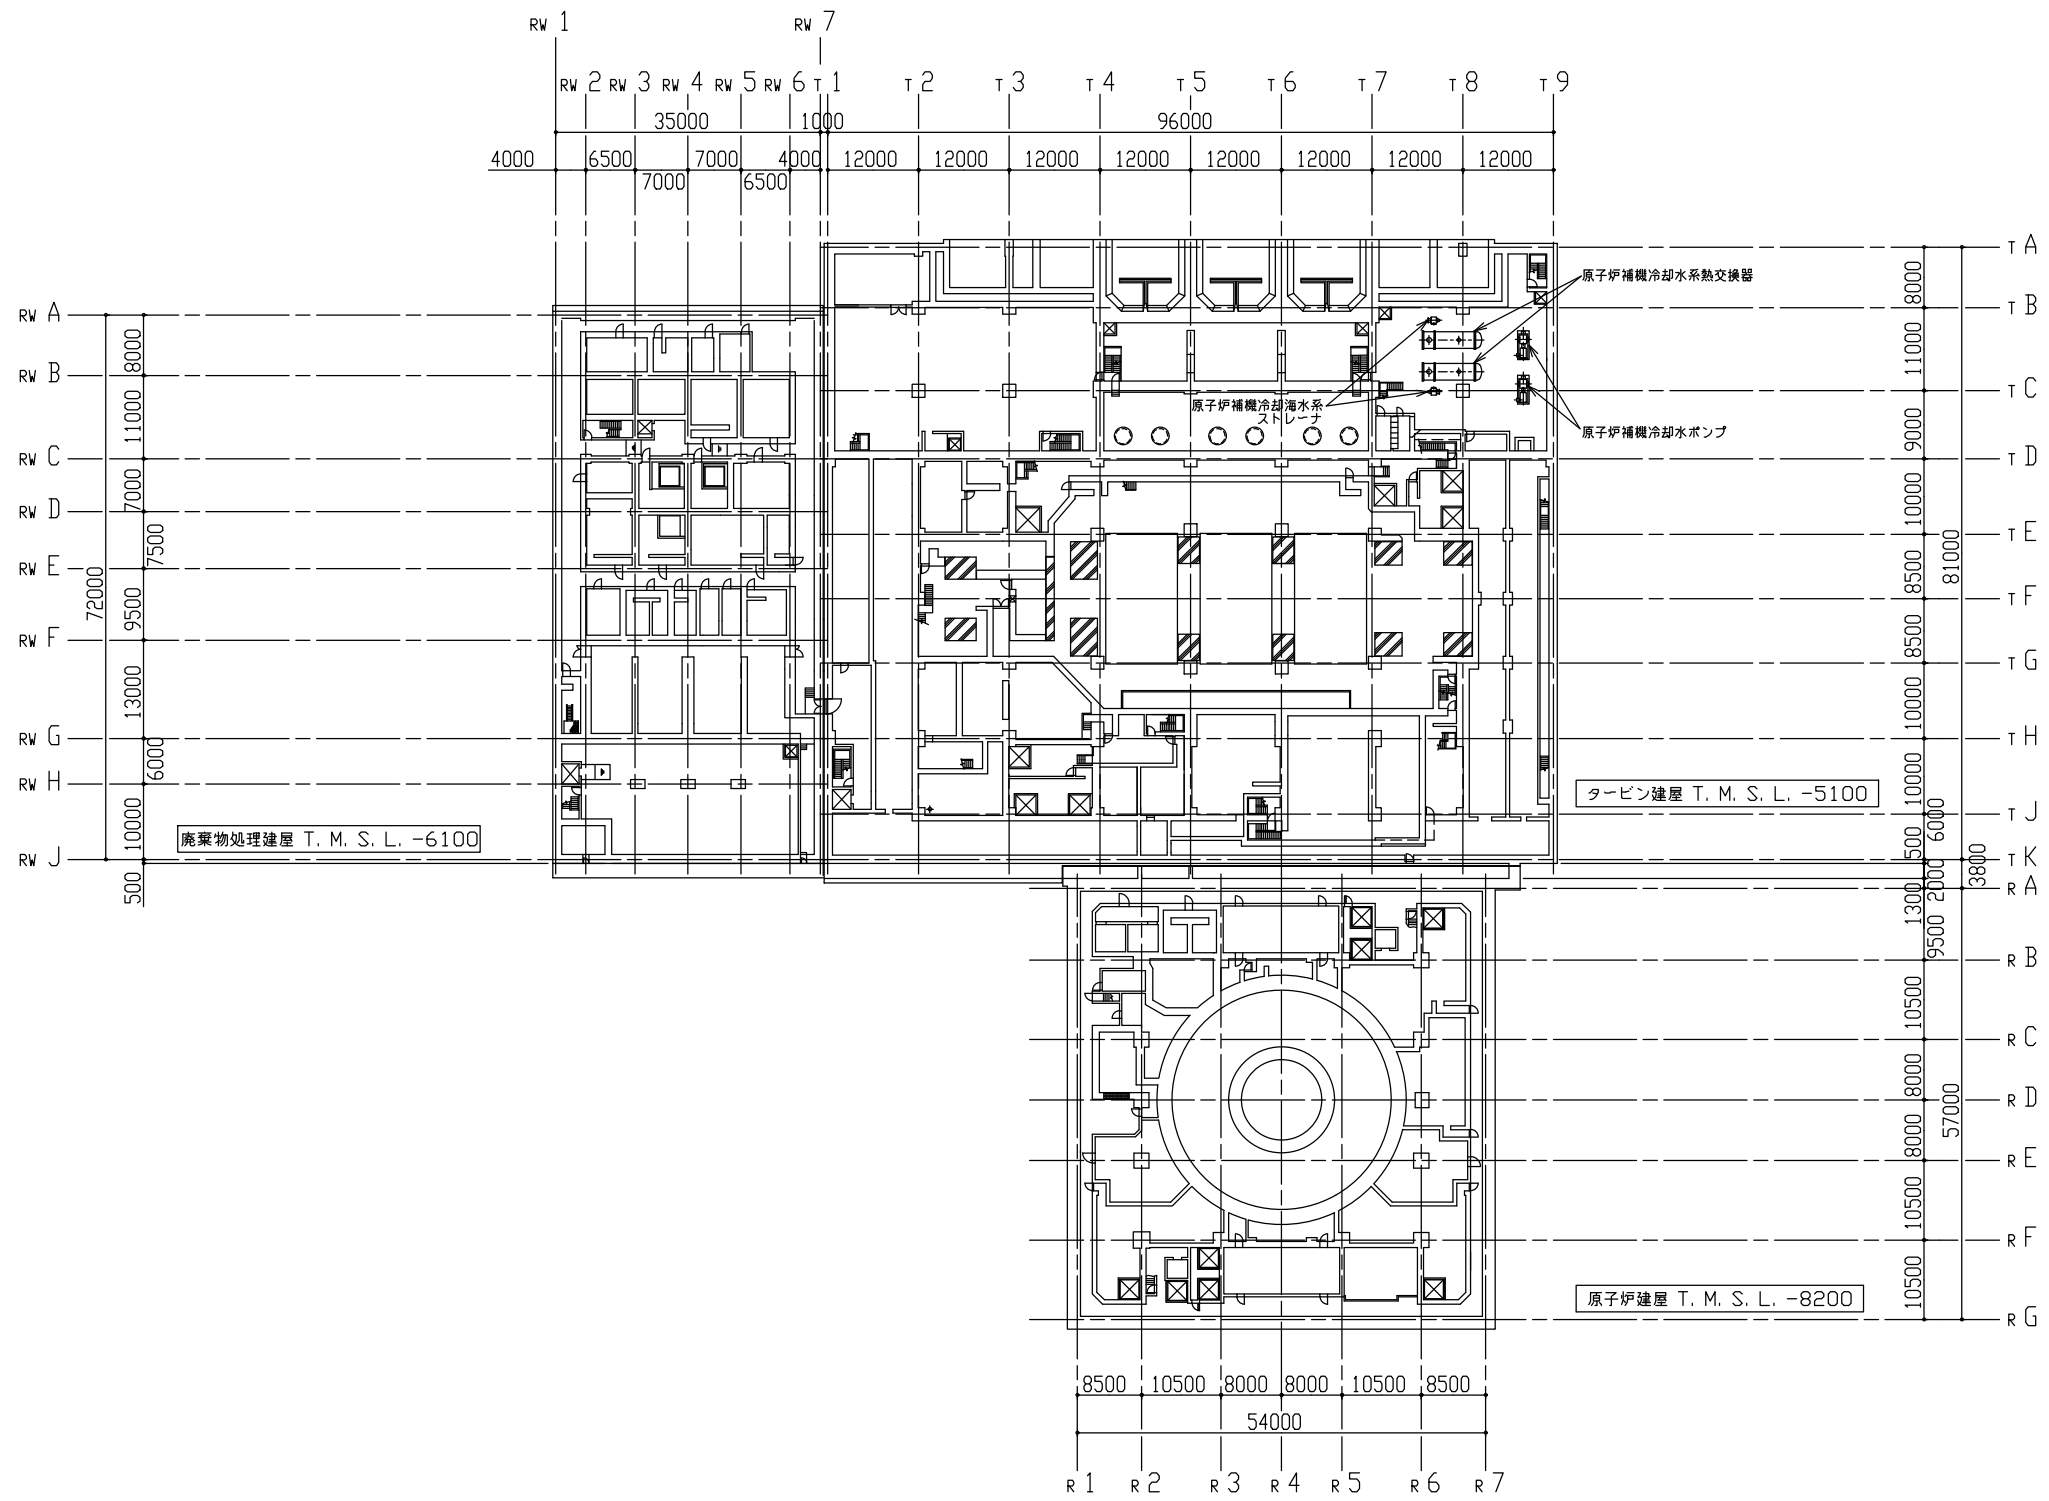 RW 1
RW 7
RW 2 RW 3 RW 4 RW 5 RW 6 T 1 T 2 T 3 T 4 T 5 T 6 T 7 T 8 T 9
35000 1000 96000
4000 6500 7000 4000 12000 12000 12000 12000 12000 12000 12000 12000
7000 6500
T A
原子炉補機冷却水系熱交換器
8000
T B
RW A
8000
11000
RW B
T C
原子炉補機冷却海水系
ストレーナ
原子炉補機冷却水ポンプ
11000
9000
RW C
T D
7000
10000
RW D
7500
T E
81000
RW E
72000
8500
9500
T F
RW F
8500
T G
13000
10000
RW G
T H
6000
RW H
タービン建屋 T. M. S. L. -5100
10000
6000
T J
廃棄物処理建屋 T. M. S. L. -6100
10000
500
RW J
T K
3800
500
2000
1300
R A
9500
R B
10500
R C
8000
R D
57000
8000
R E
10500
R F
原子炉建屋 T. M. S. L. -8200
10500
R G
8500 10500 8000 8000 10500 8500
54000
R 1 R 2 R 3 R 4 R 5 R 6 R 7